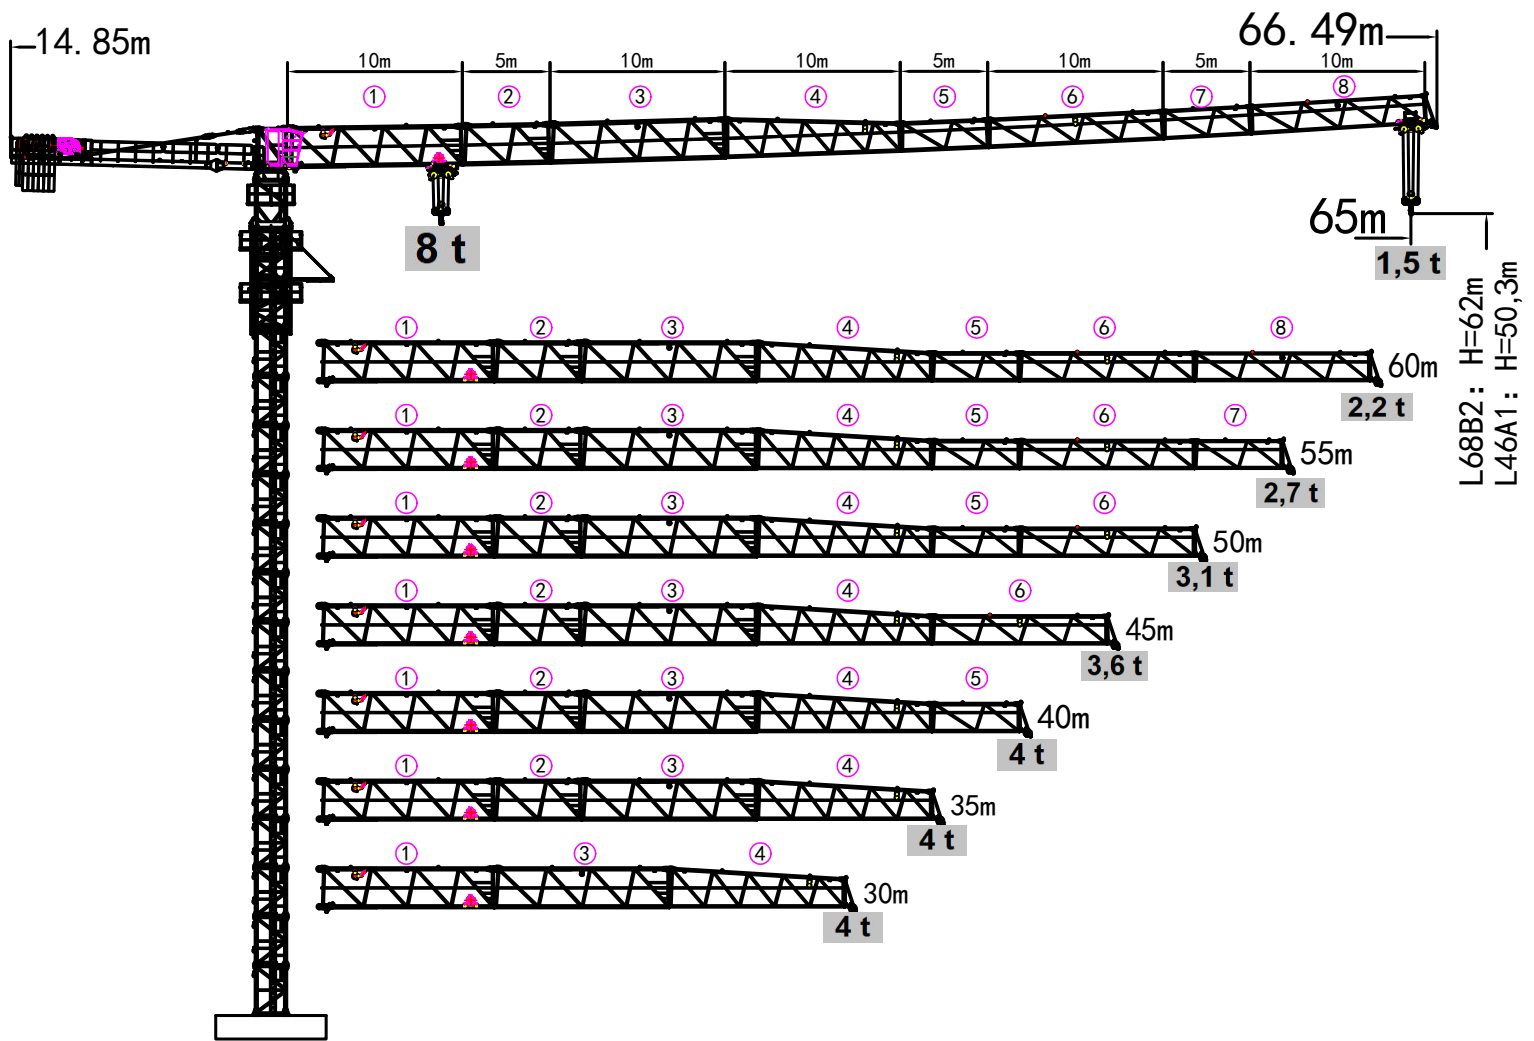 14.85m
66.49m
10m 5m 10m 10m 5m 10m 5m 10m
① ② ③ ④ ⑤ ⑥ ⑦ ⑧
8 t
65m
1,5 t
L68B2: H=62m
L46A1: H=50,3m
① ② ③ ④ ⑤ ⑥ ⑧
60m
2,2 t
① ② ③ ④ ⑤ ⑥ ⑦
55m
2,7 t
① ② ③ ④ ⑤ ⑥
50m
3,1 t
① ② ③ ④ ⑥
45m
3,6 t
① ② ③ ④ ⑤
40m
4 t
① ② ③ ④
35m
4 t
① ③ ④
30m
4 t